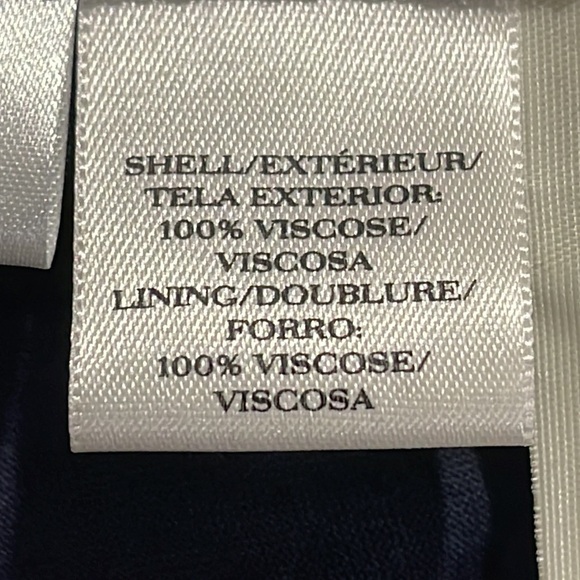 SHELL/EXTÉRIEUR/
TELA EXTERIOR:
100% VISCOSE/
VISCOSA
LINING/DOUBLURE/
FORRO:
100% VISCOSE/
VISCOSA